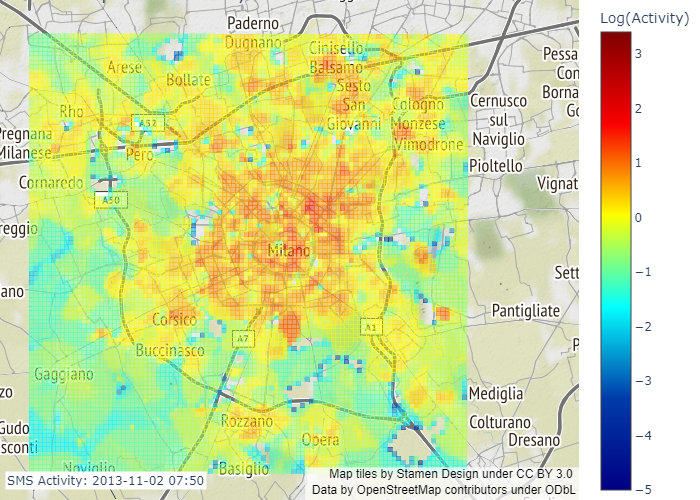 Log(Activity)
3
2
1
0
−1
−2
−3
−4
−5
Paderno
Dugnano
Cinisello
Balsamo
Sesto
San
Giovanni
Arese
Bollate
Rho
A52
Pero
Pregnana
Milanese
Cornaredo
A50
reggio
ano
Cologno
Monzese
Vimodrone
Cernusco
sul
Naviglio
Pioltello
Pessa
Con
Borna
Go
Vignat
Milano
Sett
Pantigliate
Corsico
Buccinasco
A7
A1
P
Gaggiano
zo
Gudo
sconti
Rozzano
Opera
Mediglia
Colturano
Dresano
Noviglio
Basiglio
SMS Activity: 2013-11-02 07:50
Map tiles by Stamen Design under CC BY 3.0
Data by OpenStreetMap contributors under ODbL